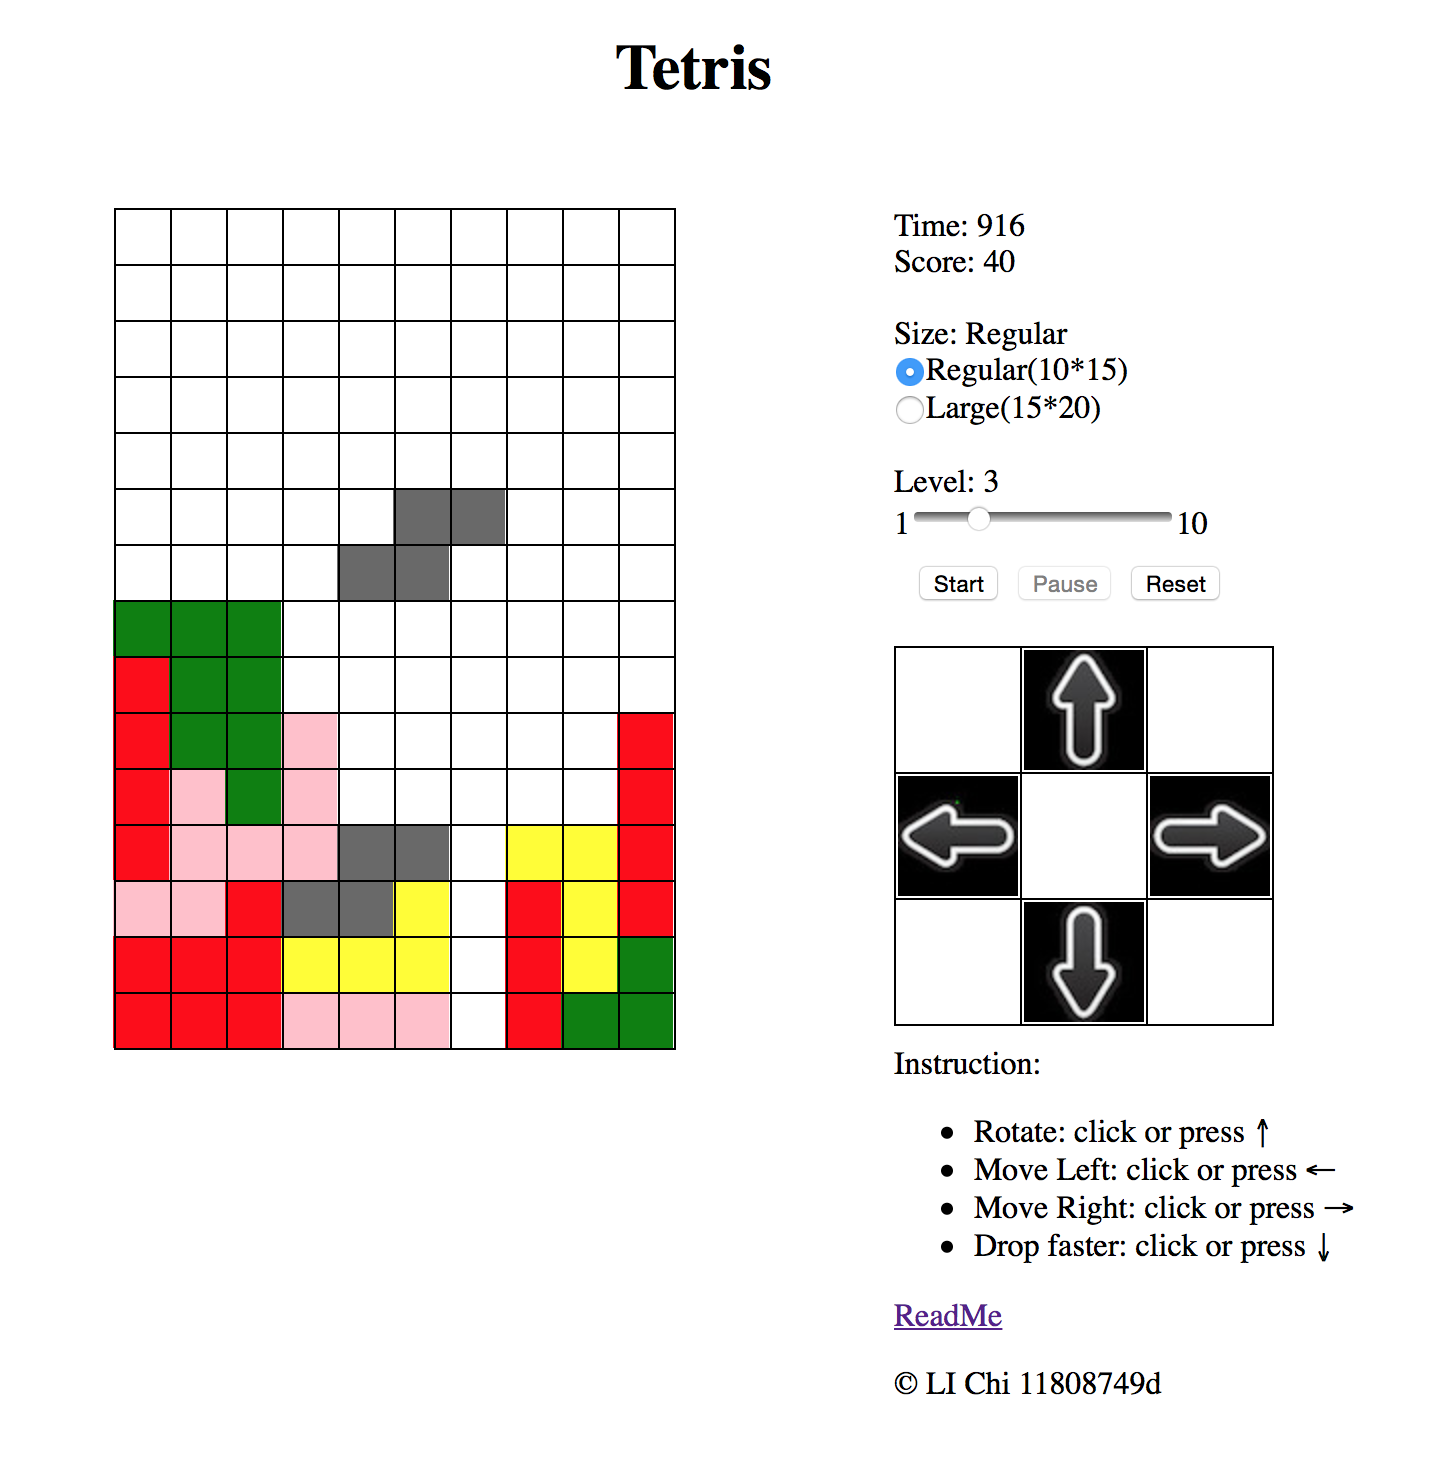 Tetris
Time: 916
Score: 40
Size: Regular
Regular(10*15)
Large(15*20)
Level: 3
1 10
Start Pause Reset
Instruction:
• Rotate: click or press ↑
• Move Left: click or press ←
• Move Right: click or press →
• Drop faster: click or press ↓
ReadMe
© LI Chi 11808749d